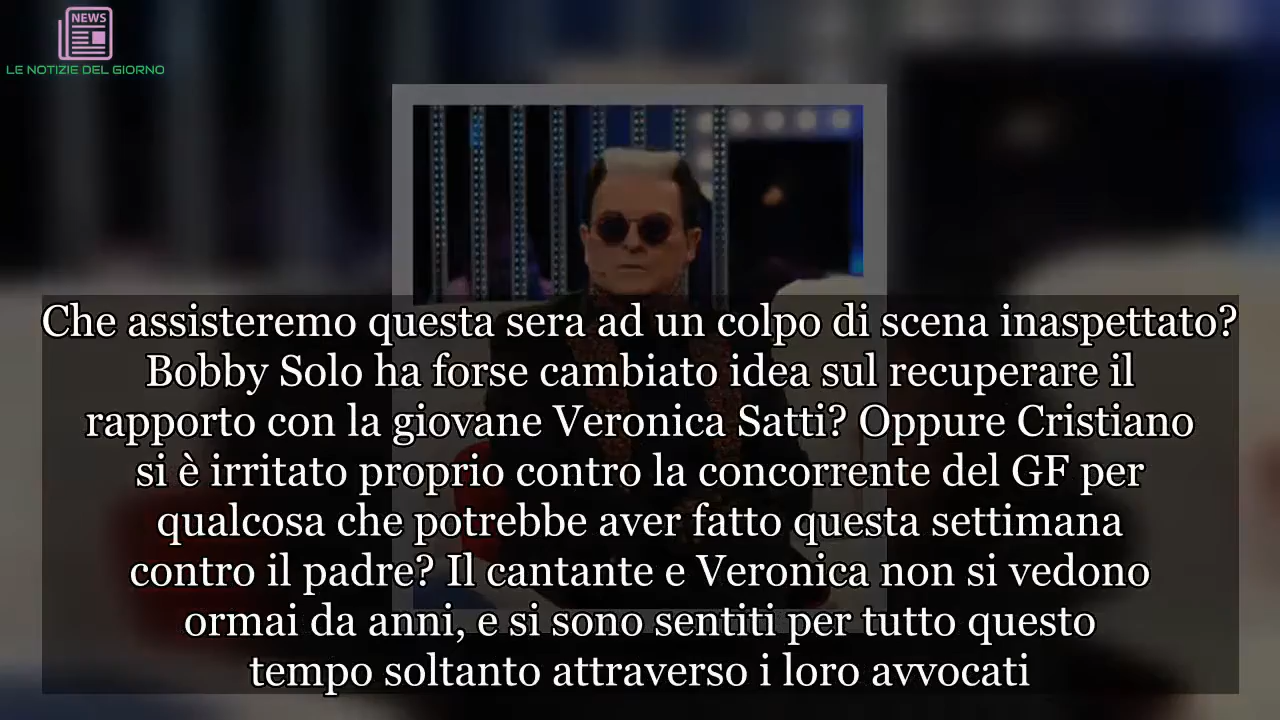 NEWS
LE NOTIZIE DEL GIORNO
Che assisteremo questa sera ad un colpo di scena inaspettato?
Bobby Solo ha forse cambiato idea sul recuperare il
rapporto con la giovane Veronica Satti? Oppure Cristiano
si è irritato proprio contro la concorrente del GF per
qualcosa che potrebbe aver fatto questa settimana
contro il padre? Il cantante e Veronica non si vedono
ormai da anni, e si sono sentiti per tutto questo
tempo soltanto attraverso i loro avvocati